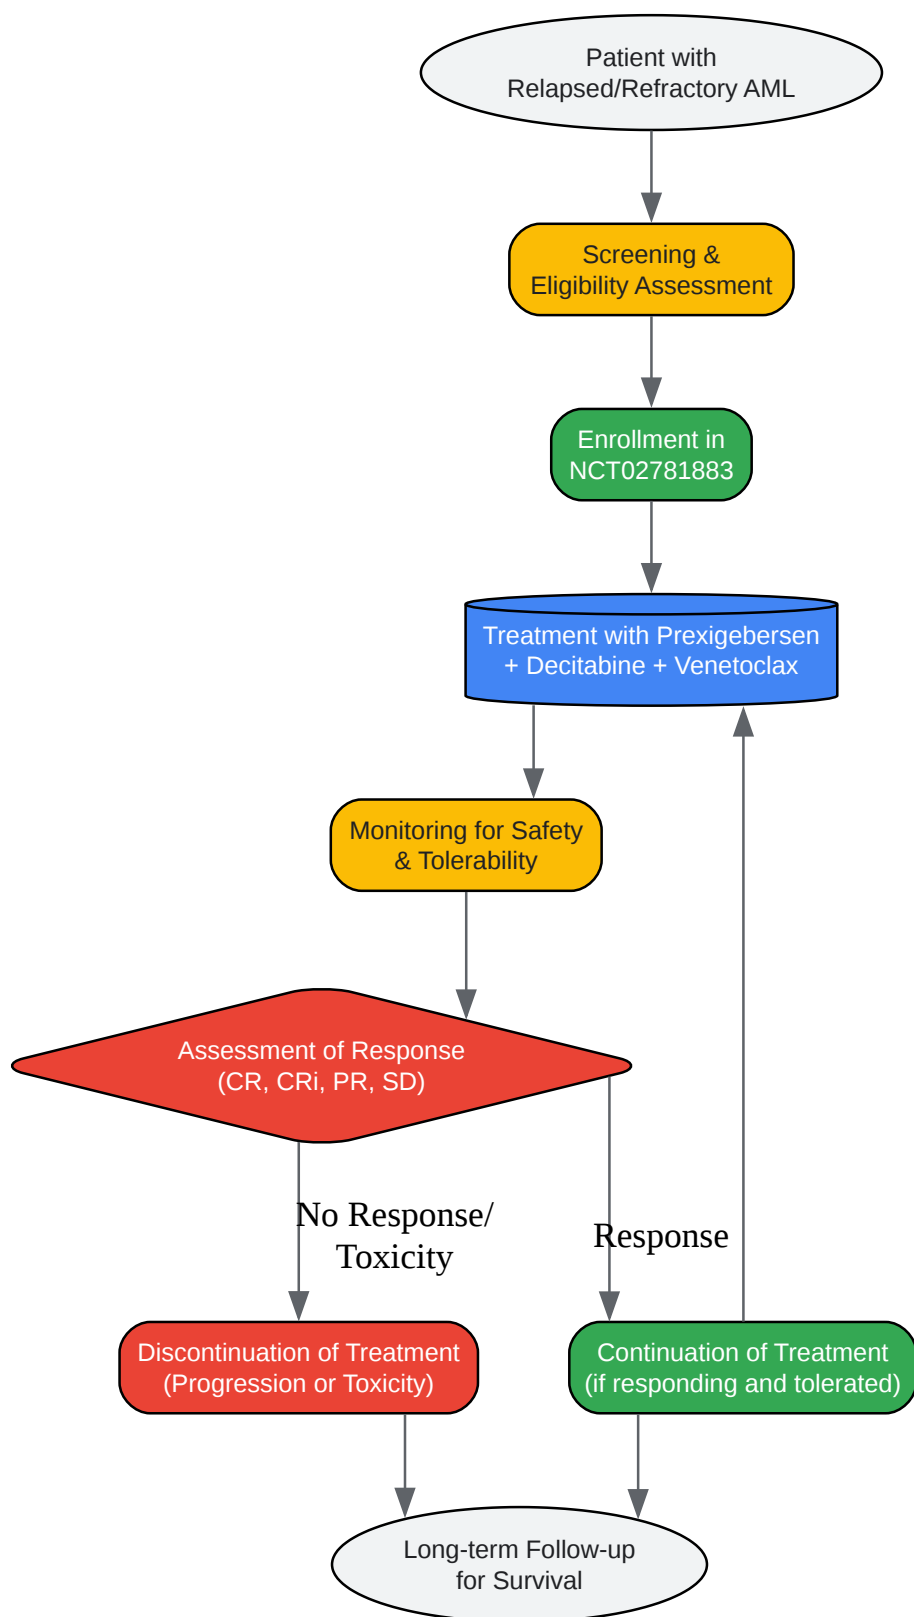 Patient with
Relapsed/Refractory AML
Screening &
Eligibility Assessment
Enrollment in
NCT02781883
Treatment with Prexigebersen
+ Decitabine + Venetoclax
Monitoring for Safety
& Tolerability
Assessment of Response
(CR, CRi, PR, SD)
No Response/
Toxicity
Response
Discontinuation of Treatment
(Progression or Toxicity)
Continuation of Treatment
(if responding and tolerated)
Long-term Follow-up
for Survival